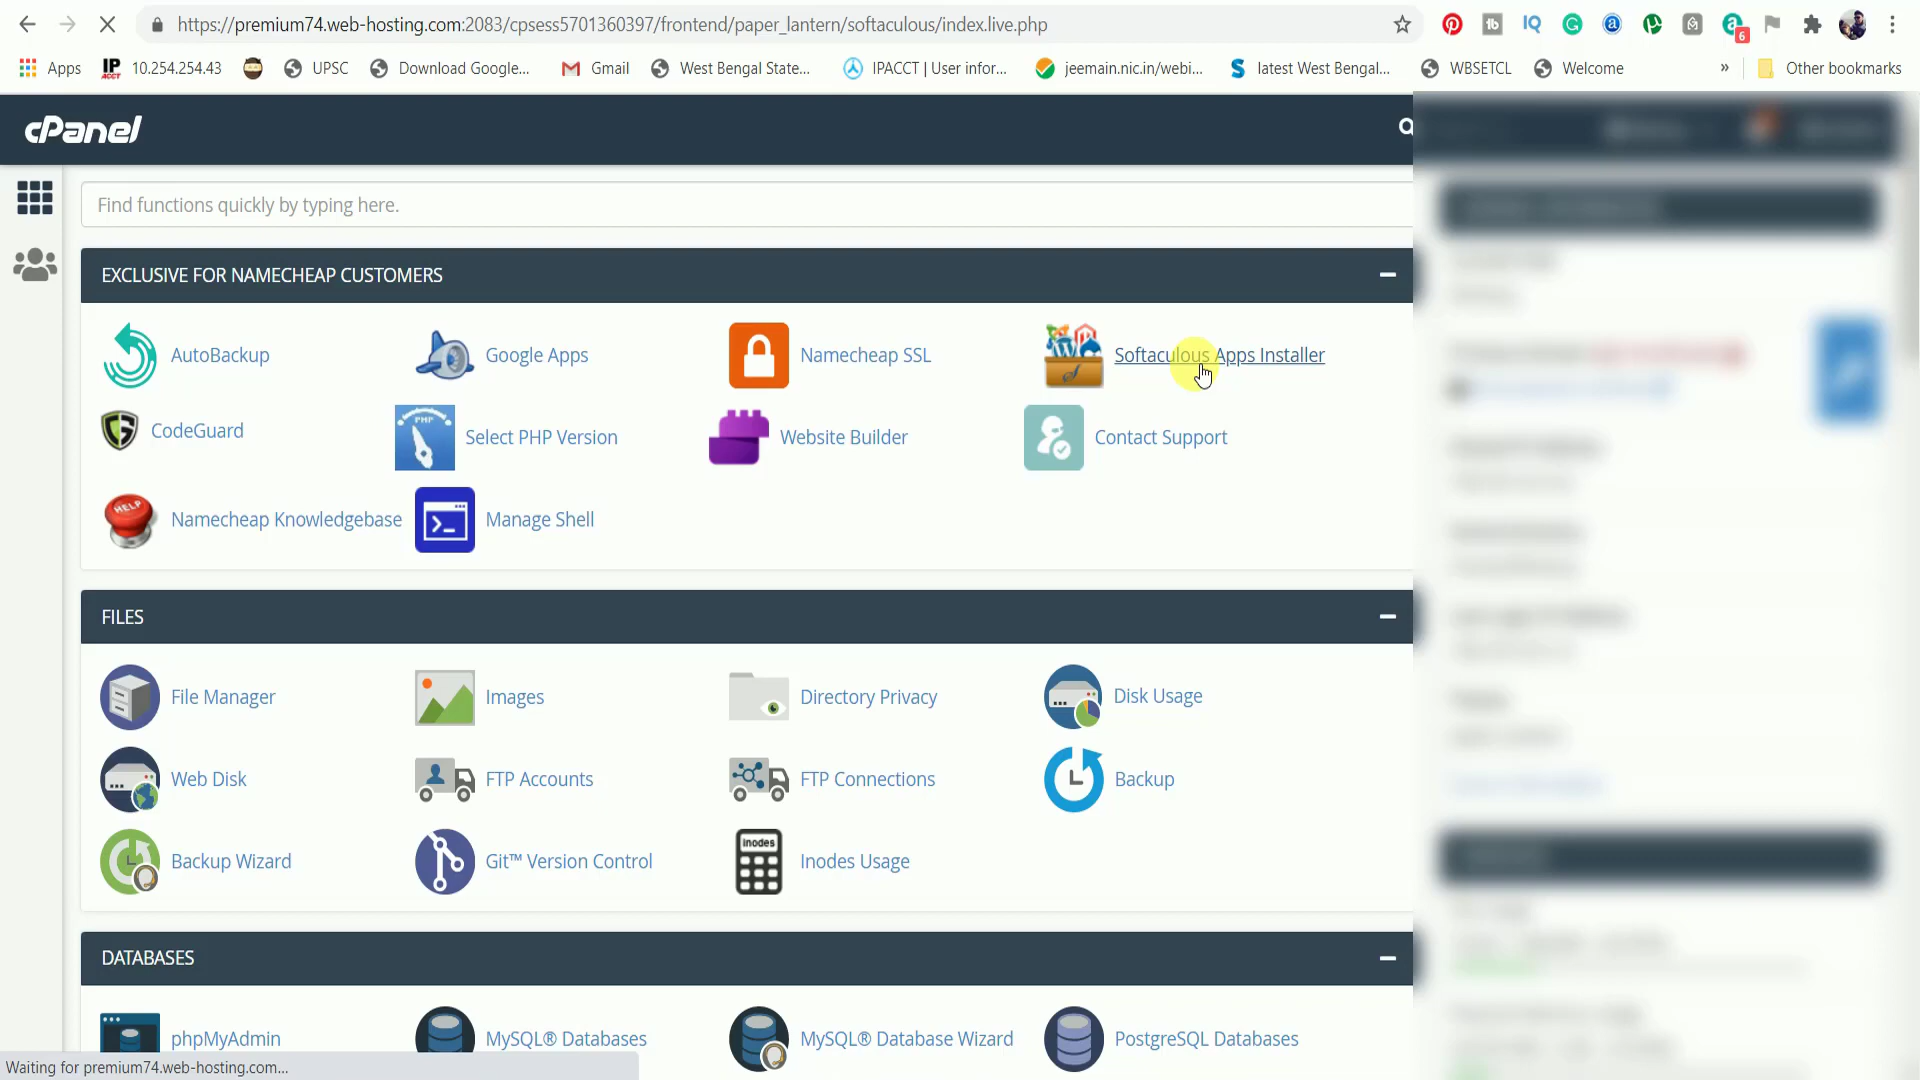 https://premium74.web-hosting.com:2083/cpsess5701360397/frontend/paper_lantern/softaculous/index.live.php
6
Apps
IP ACCT
10.254.254.43
UPSC
Download Google...
Gmail
West Bengal State...
IPACCT | User infor...
jeemain.nic.in/webi...
latest West Bengal...
WBSETCL
Welcome
»
Other bookmarks
cPanel
Find functions quickly by typing here.
EXCLUSIVE FOR NAMECHEAP CUSTOMERS
AutoBackup
Google Apps
Namecheap SSL
Softaculous Apps Installer
CodeGuard
PHP
Select PHP Version
Website Builder
Contact Support
HELP
Namecheap Knowledgebase
Manage Shell
FILES
File Manager
Images
Directory Privacy
Disk Usage
Web Disk
FTP Accounts
FTP Connections
Backup
Backup Wizard
Git™ Version Control
inodes
Inodes Usage
DATABASES
phpMyAdmin
MySQL® Databases
MySQL® Database Wizard
PostgreSQL Databases
Waiting for premium74.web-hosting.com...